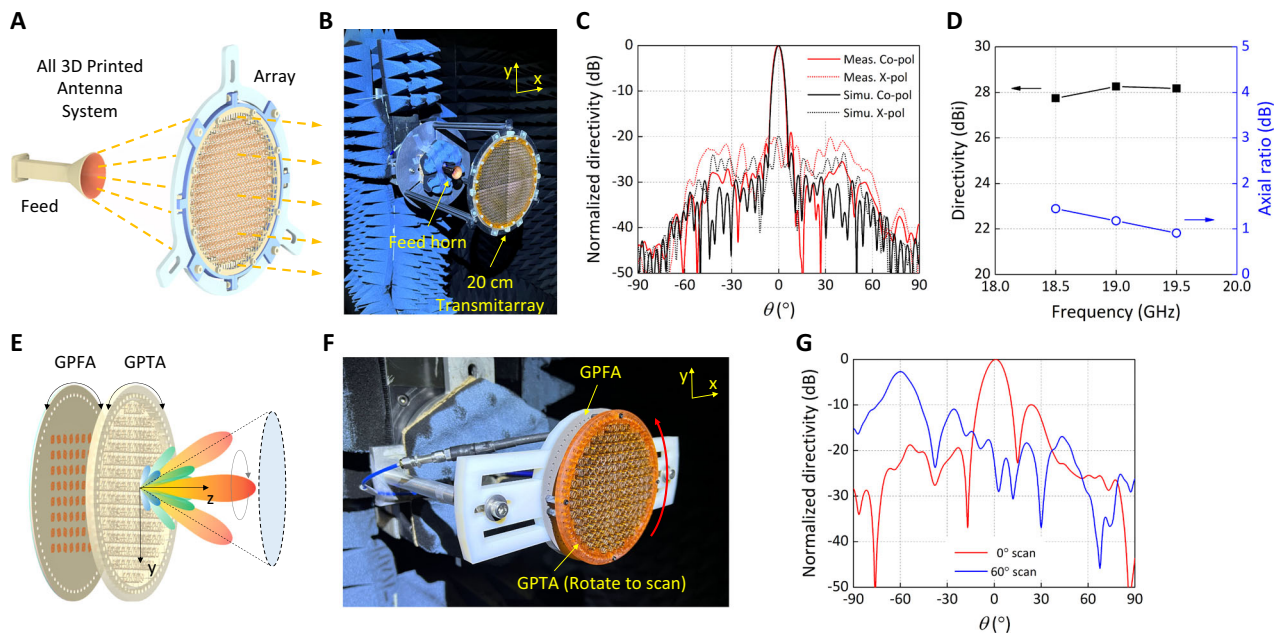 A
All 3D Printed
Antenna
System
Array
Feed
B
y
x
Feed horn
20 cm
Transmitarray
C
Normalized directivity (dB)
0
-10
-20
-30
-40
-50
-90
-60
-30
0
30
60
90
θ (°)
Meas. Co-pol
Meas. X-pol
Simu. Co-pol
Simu. X-pol
D
Directivity (dBi)
30
28
26
24
22
20
18.0
18.5
19.0
19.5
20.0
Frequency (GHz)
5
4
3
2
1
0
Axial ratio (dB)
E
GPFA
GPTA
z
y
F
GPFA
y
x
GPTA (Rotate to scan)
G
Normalized directivity (dB)
0
-10
-20
-30
-40
-50
-90
-60
-30
0
30
60
90
θ (°)
0° scan
60° scan